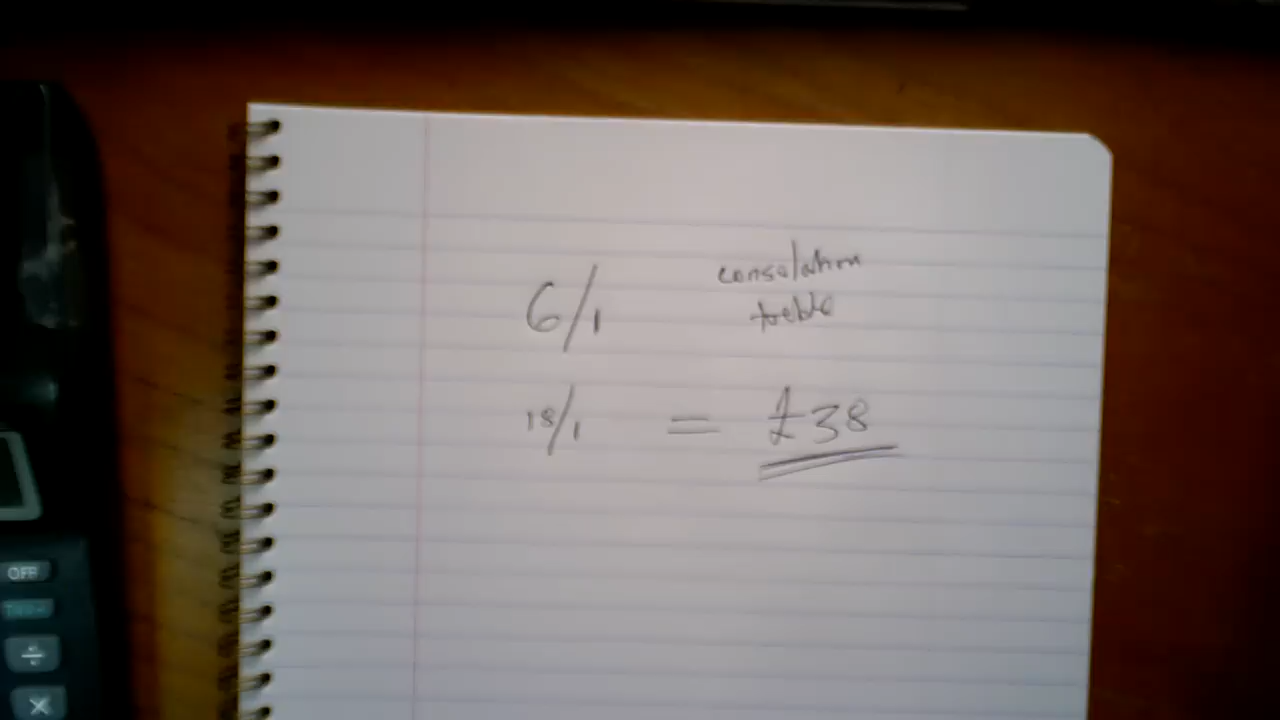 6/1 consolation
treble
18/1 = £38
OFF
÷
×